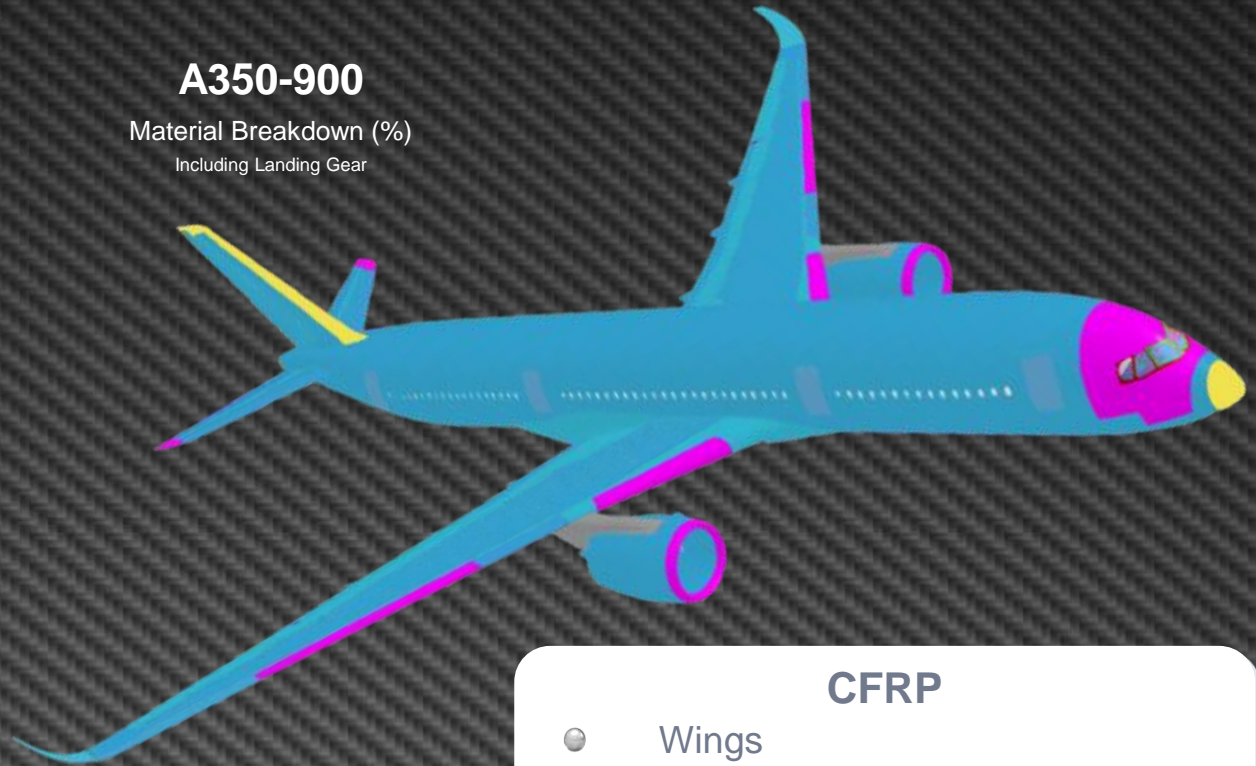 A350-900
Material Breakdown (%)
Including Landing Gear
CFRP
Wings